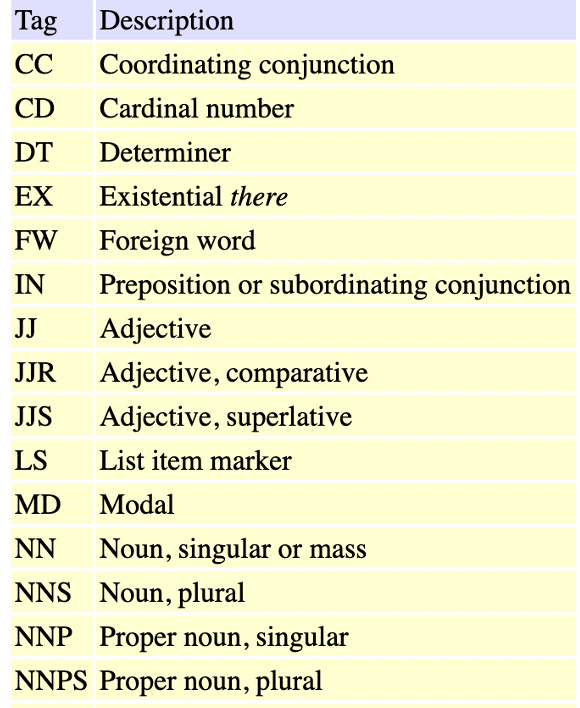 Tag Description
CC Coordinating conjunction
CD Cardinal number
DT Determiner
EX Existential there
FW Foreign word
IN Preposition or subordinating conjunction
JJ Adjective
JJR Adjective, comparative
JJS Adjective, superlative
LS List item marker
MD Modal
NN Noun, singular or mass
NNS Noun, plural
NNP Proper noun, singular
NNPS Proper noun, plural